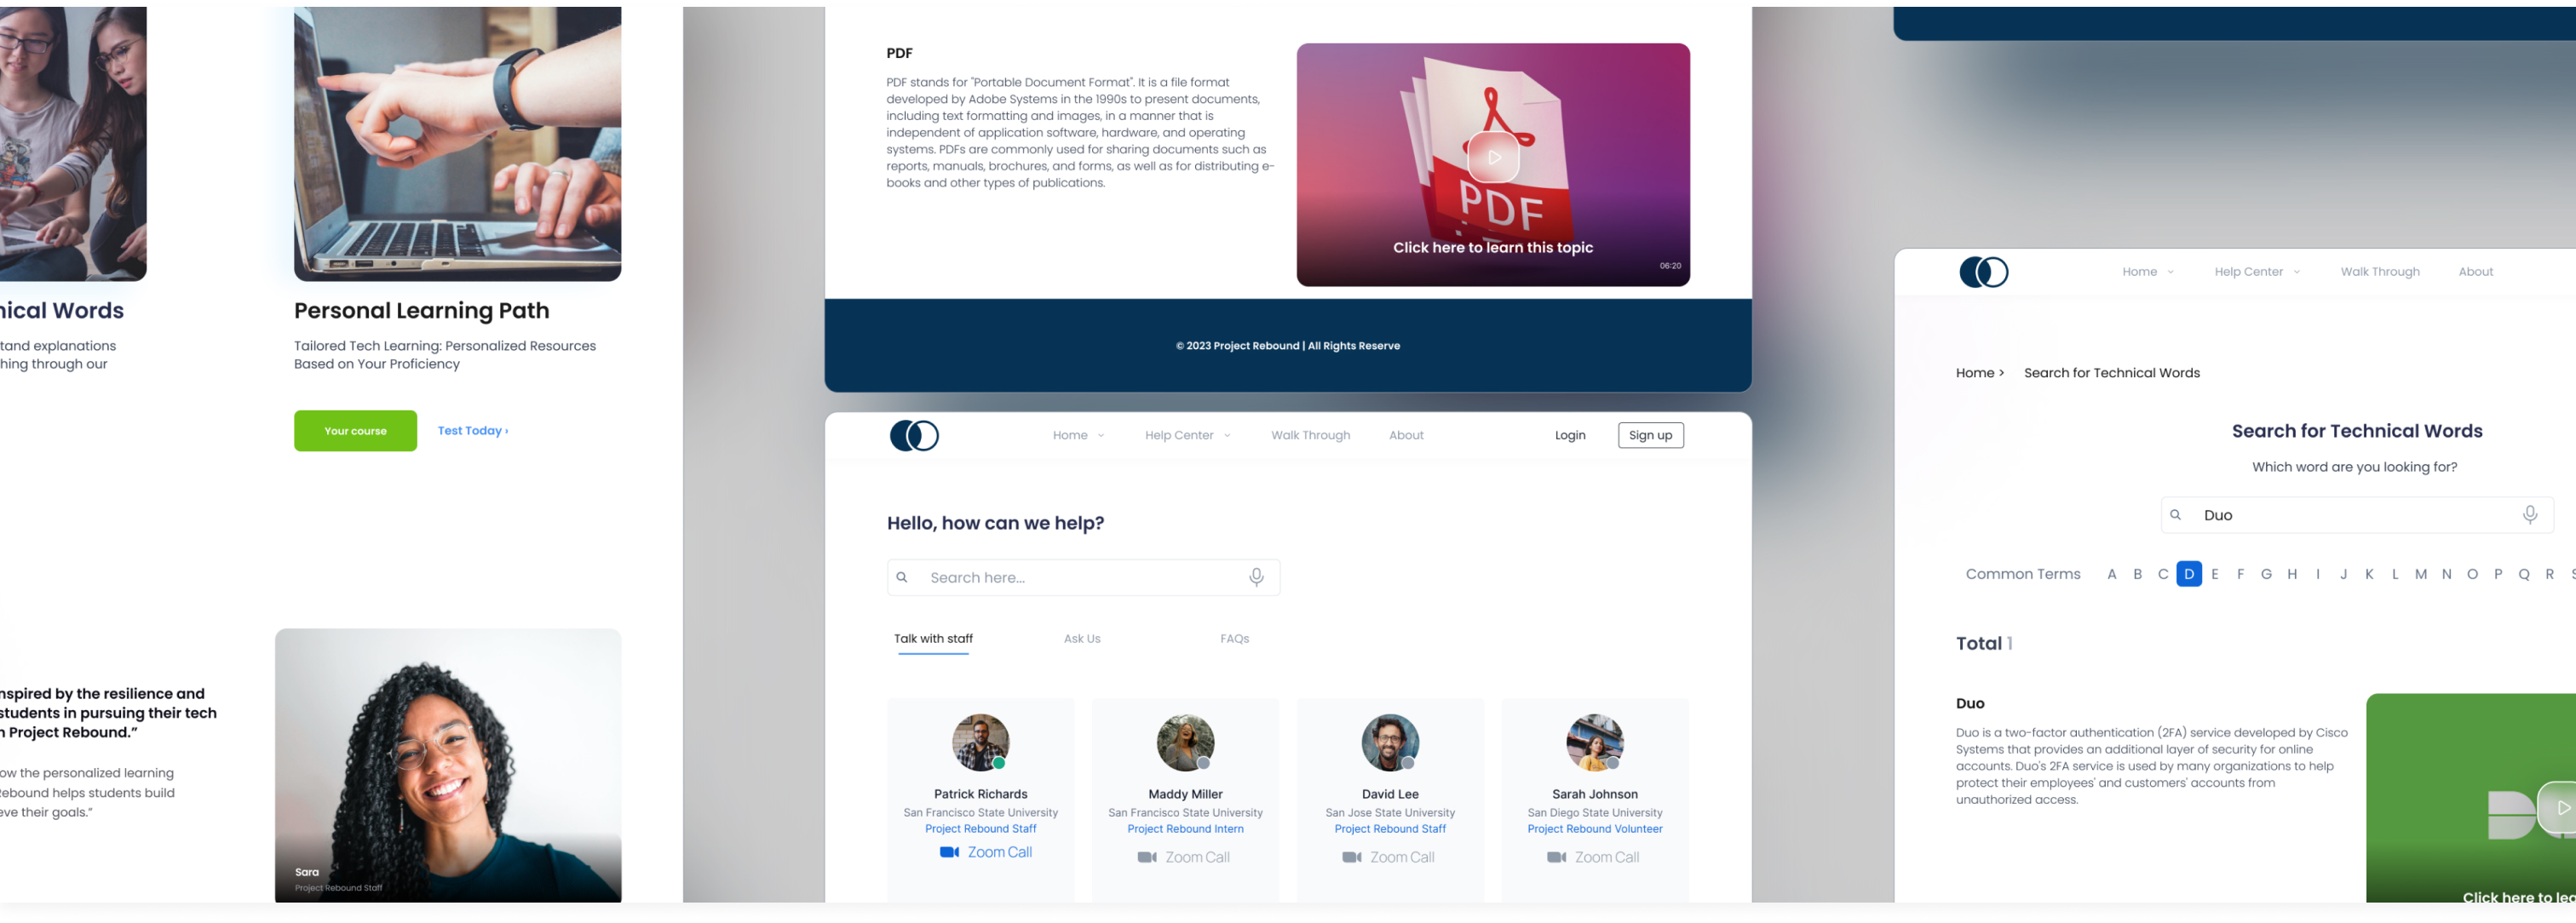 nical Words
tand explanations
hing through our
Personal Learning Path
Tailored Tech Learning: Personalized Resources
Based on Your Proficiency
Your course
Test Today ›
nspired by the resilience and
students in pursuing their tech
Project Rebound.”
ow the personalized learning
Rebound helps students build
eve their goals.”
Sara
Project Rebound Staff
PDF
PDF stands for "Portable Document Format". It is a file format
developed by Adobe Systems in the 1990s to present documents,
including text formatting and images, in a manner that is
independent of application software, hardware, and operating
systems. PDFs are commonly used for sharing documents such as
reports, manuals, brochures, and forms, as well as for distributing e-
books and other types of publications.
PDF
Click here to learn this topic
06:20
© 2023 Project Rebound | All Rights Reserve
Home
Help Center
Walk Through
About
Login
Sign up
Hello, how can we help?
Search here...
Talk with staff
Ask Us
FAQs
Patrick Richards
San Francisco State University
Project Rebound Staff
Zoom Call
Maddy Miller
San Francisco State University
Project Rebound Intern
Zoom Call
David Lee
San Jose State University
Project Rebound Staff
Zoom Call
Sarah Johnson
San Diego State University
Project Rebound Volunteer
Zoom Call
Home
Help Center
Walk Through
About
Home > Search for Technical Words
Search for Technical Words
Which word are you looking for?
Duo
Common Terms A B C D E F G H I J K L M N O P Q R S
Total 1
Duo
Duo is a two-factor authentication (2FA) service developed by Cisco
Systems that provides an additional layer of security for online
accounts. Duo's 2FA service is used by many organizations to help
protect their employees' and customers' accounts from
unauthorized access.
Click here to lea